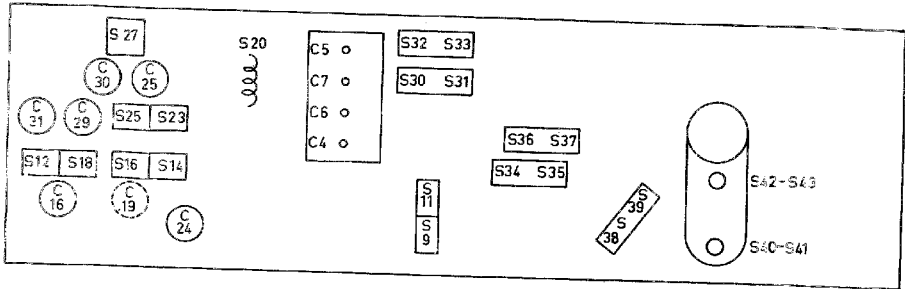 S 27
S20
C5
C7
C6
C4
S32 S33
S30 S31
C
30
C
25
C
31
C
29
S25 S23
S12 S18
S16 S14
C
16
C
19
C
24
S
11
S
9
S36 S37
S34 S35
S
39
S
38
S42-S43
S40-S41